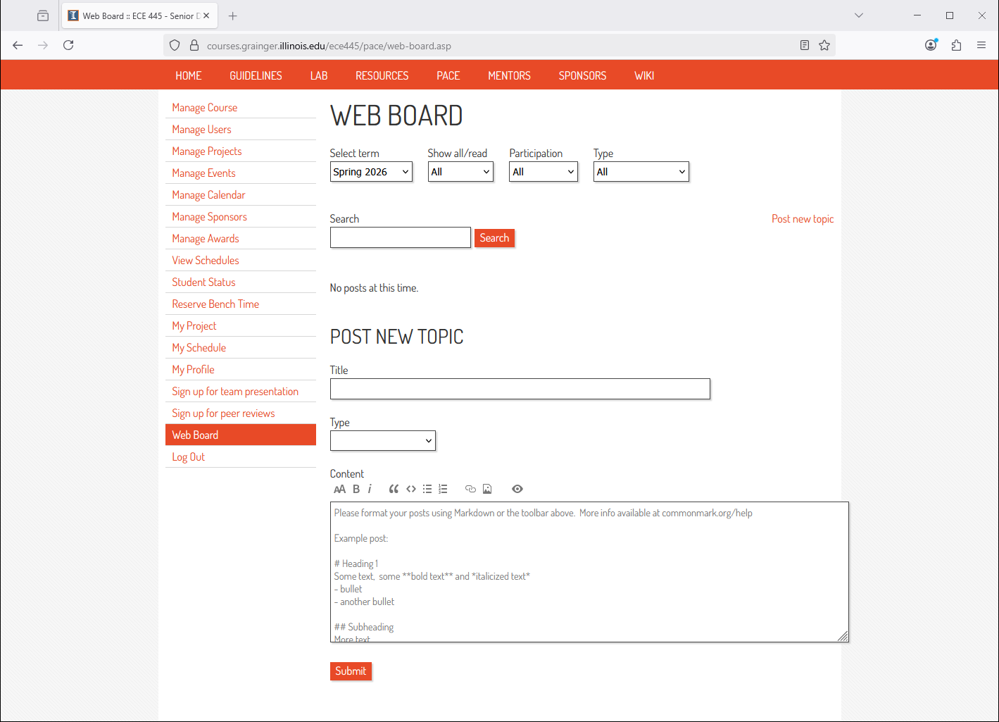 Web Board :: ECE 445 - Senior D
courses.grainger.illinois.edu/ece445/pace/web-board.asp
HOME GUIDELINES LAB RESOURCES PACE MENTORS SPONSORS WIKI
Manage Course
Manage Users
Manage Projects
Manage Events
Manage Calendar
Manage Sponsors
Manage Awards
View Schedules
Student Status
Reserve Bench Time
My Project
My Schedule
My Profile
Sign up for team presentation
Sign up for peer reviews
Web Board
Log Out
WEB BOARD
Select term Show all/read Participation Type
Spring 2026 All All All
Search Post new topic
Search
No posts at this time.
POST NEW TOPIC
Title
Type
Content
AA B i
Please format your posts using Markdown or the toolbar above.  More info available at commonmark.org/help
Example post:
# Heading 1
Some text,  some **bold text** and *italicized text*
- bullet
- another bullet
## Subheading
More text
Submit